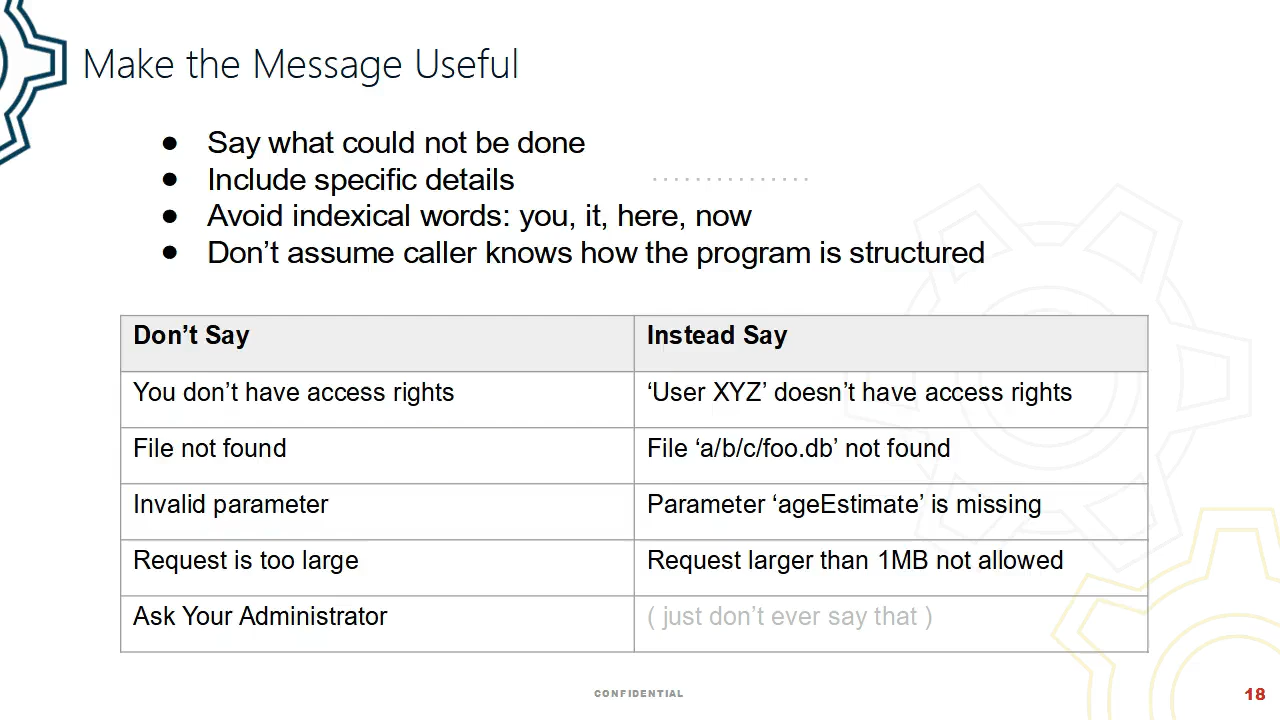 Make the Message Useful
● Say what could not be done
● Include specific details
● Avoid indexical words: you, it, here, now
● Don’t assume caller knows how the program is structured
Don’t Say Instead Say
You don’t have access rights ‘User XYZ’ doesn’t have access rights
File not found File ‘a/b/c/foo.db’ not found
Invalid parameter Parameter ‘ageEstimate’ is missing
Request is too large Request larger than 1MB not allowed
Ask Your Administrator ( just don’t ever say that )
CONFIDENTIAL
18